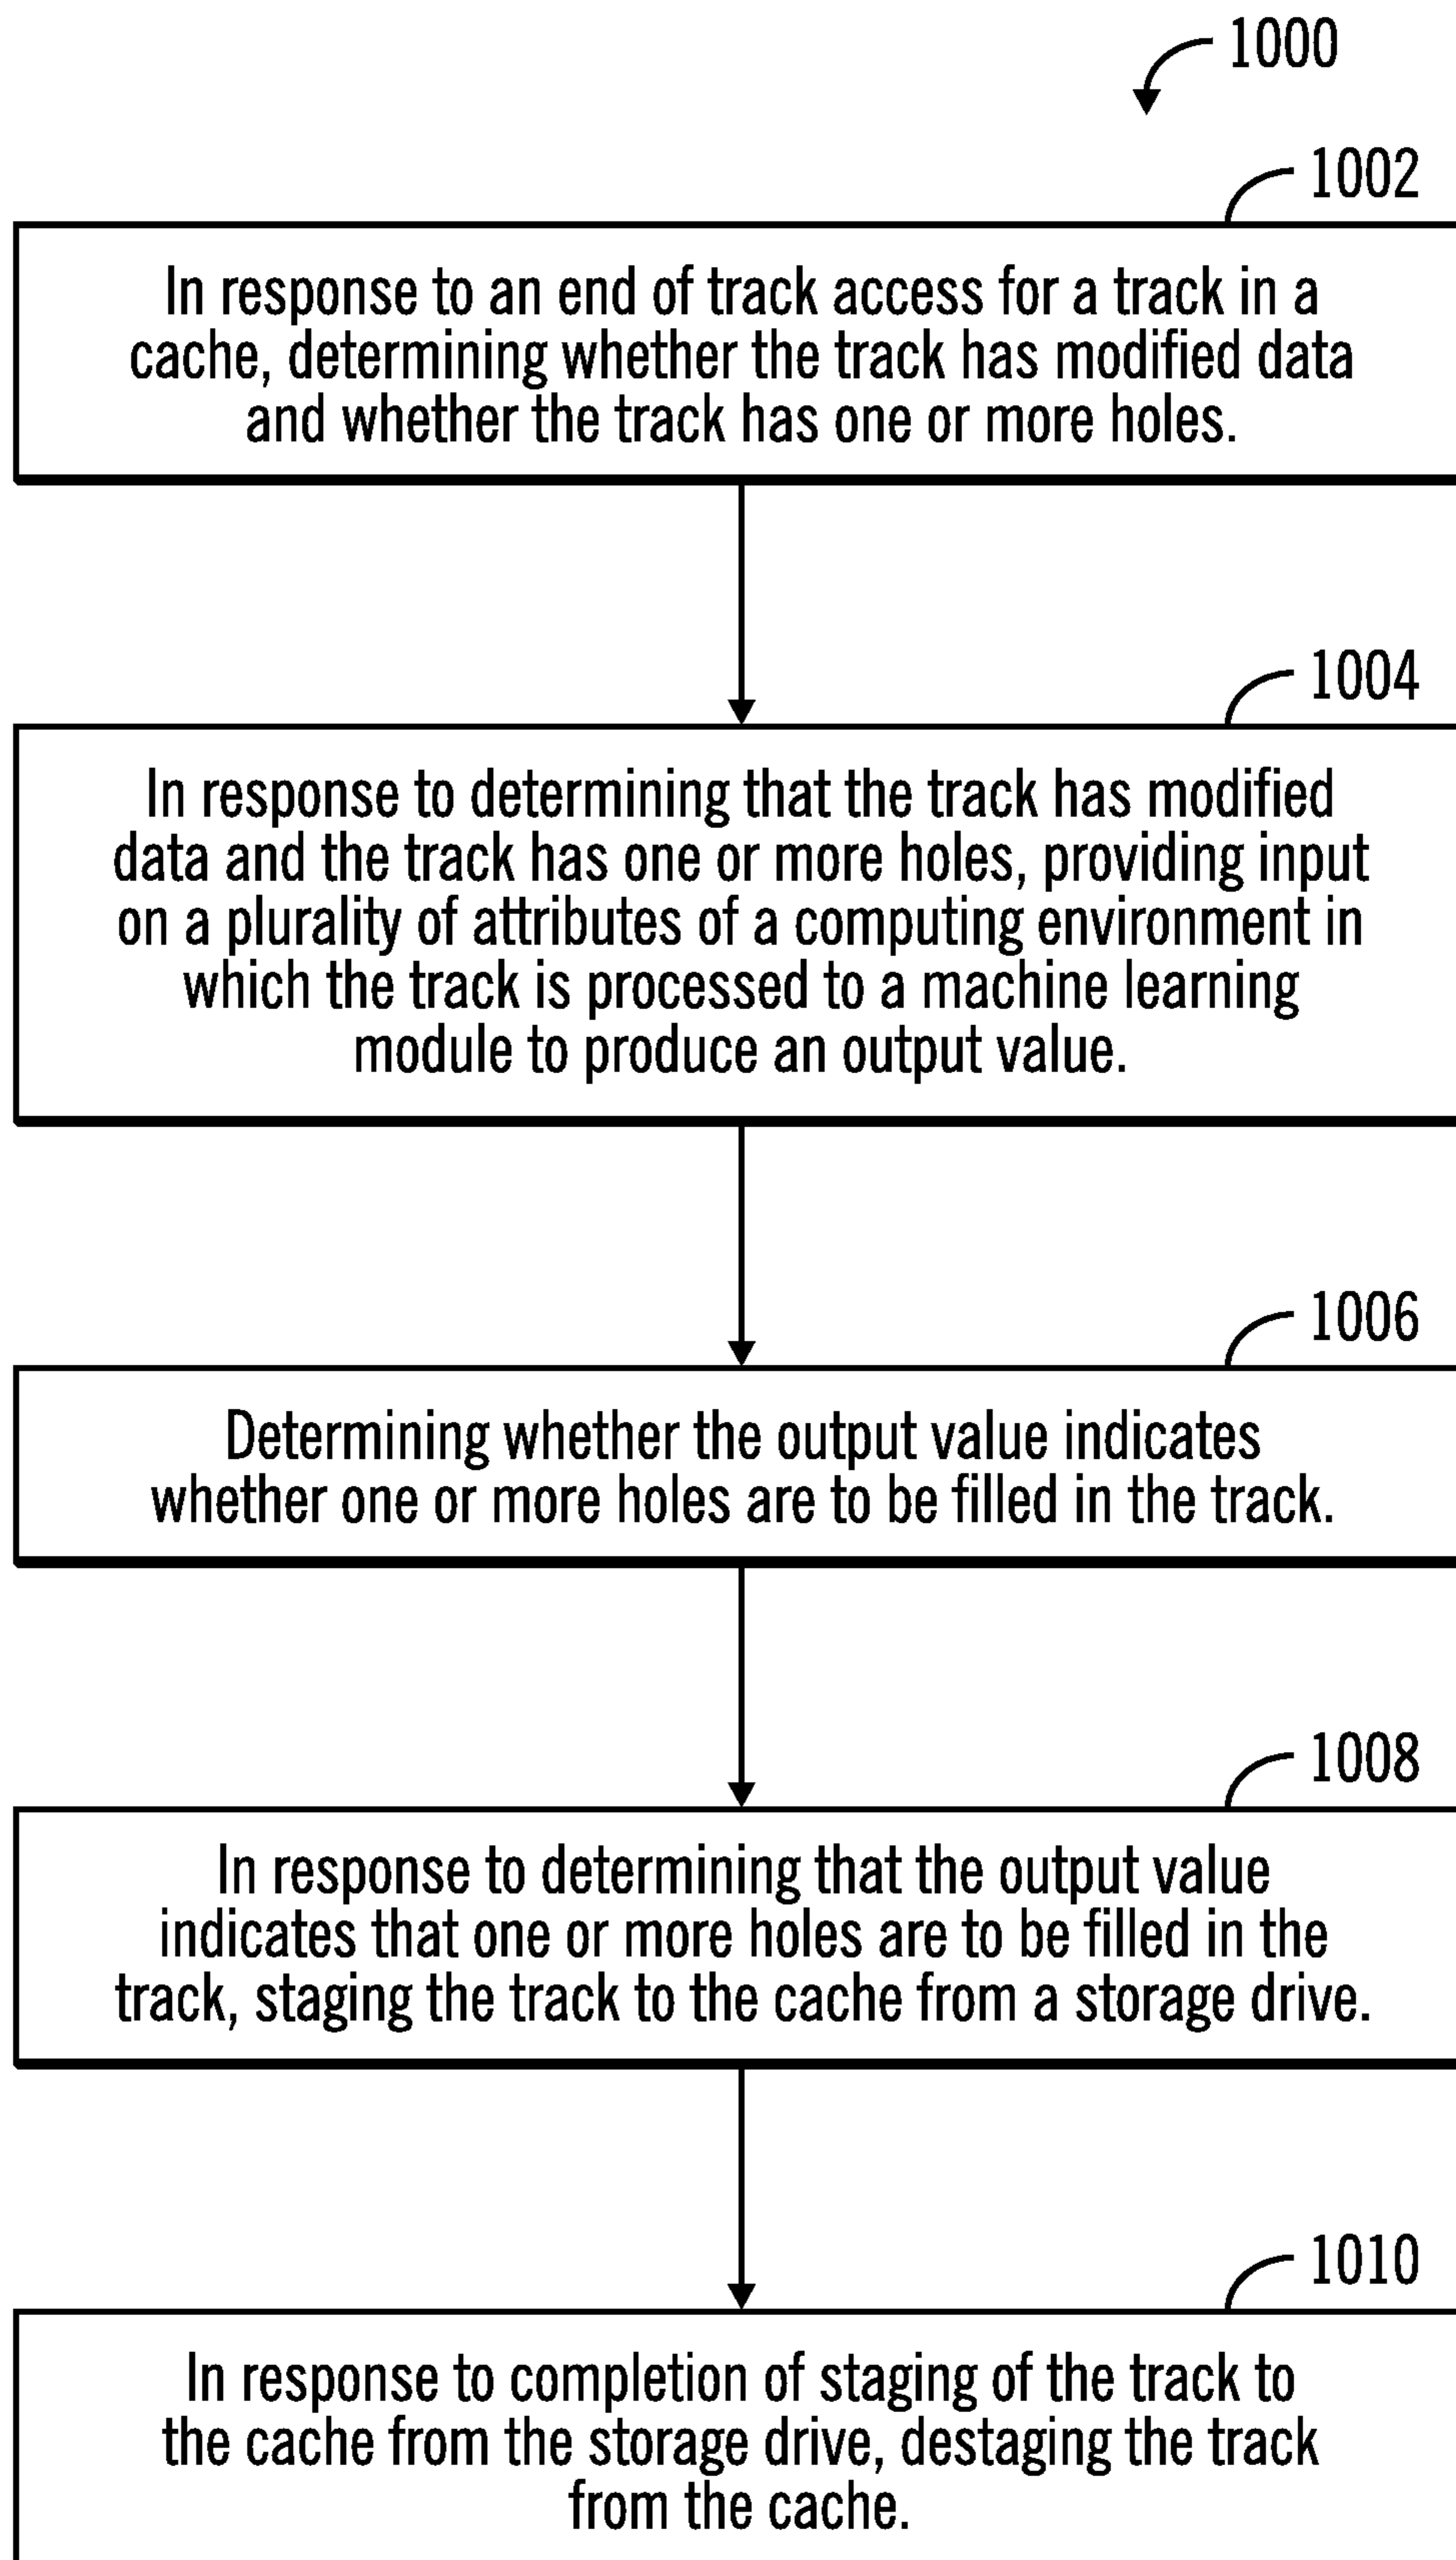 1000
1002
In response to an end of track access for a track in a
cache, determining whether the track has modified data
and whether the track has one or more holes.
1004
In response to determining that the track has modified
data and the track has one or more holes, providing input
on a plurality of attributes of a computing environment in
which the track is processed to a machine learning
module to produce an output value.
1006
Determining whether the output value indicates
whether one or more holes are to be filled in the track.
1008
In response to determining that the output value
indicates that one or more holes are to be filled in the
track, staging the track to the cache from a storage drive.
1010
In response to completion of staging of the track to
the cache from the storage drive, destaging the track
from the cache.